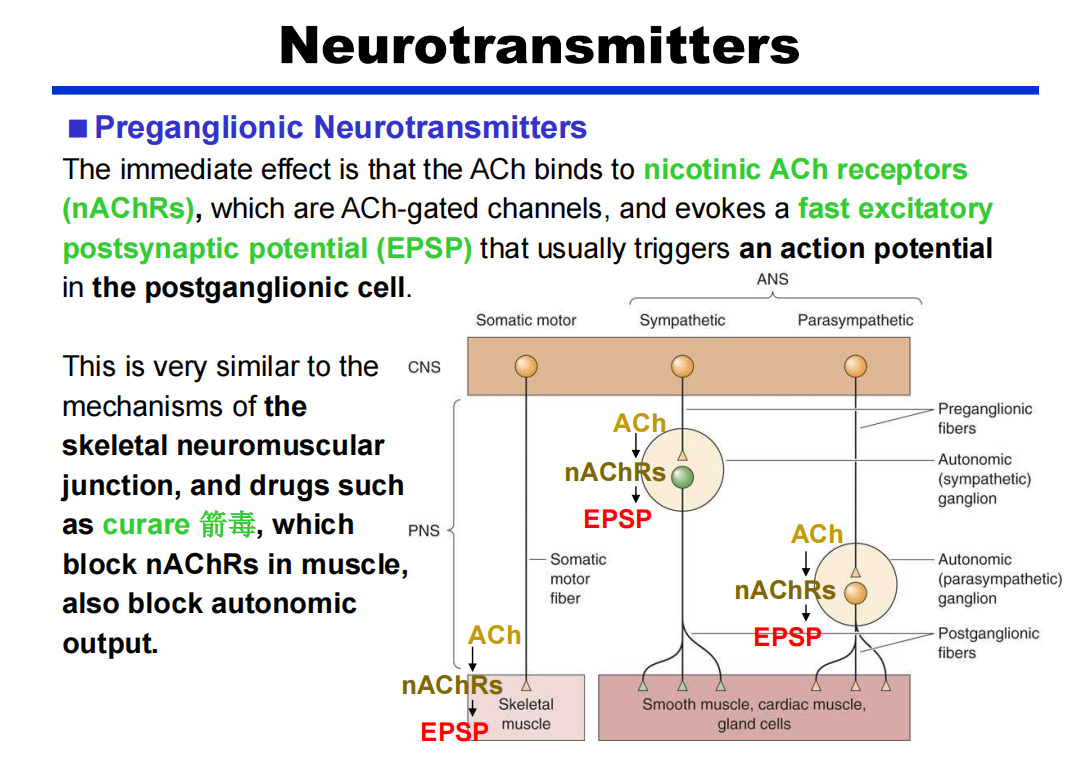 Neurotransmitters
■ Preganglionic Neurotransmitters
The immediate effect is that the ACh binds to nicotinic ACh receptors
(nAChRs), which are ACh-gated channels, and evokes a fast excitatory
postsynaptic potential (EPSP) that usually triggers an action potential
in the postganglionic cell.
This is very similar to the
mechanisms of the
skeletal neuromuscular
junction, and drugs such
as curare 箭毒, which
block nAChRs in muscle,
also block autonomic
output.
ANS
Somatic motor
Sympathetic
Parasympathetic
CNS
Preganglionic
fibers
ACh
nAChRs
EPSP
Autonomic
(sympathetic)
ganglion
PNS
Somatic
motor
fiber
ACh
nAChRs
EPSP
Autonomic
(parasympathetic)
ganglion
Postganglionic
fibers
ACh
nAChRs
EPSP
Skeletal
muscle
Smooth muscle, cardiac muscle,
gland cells